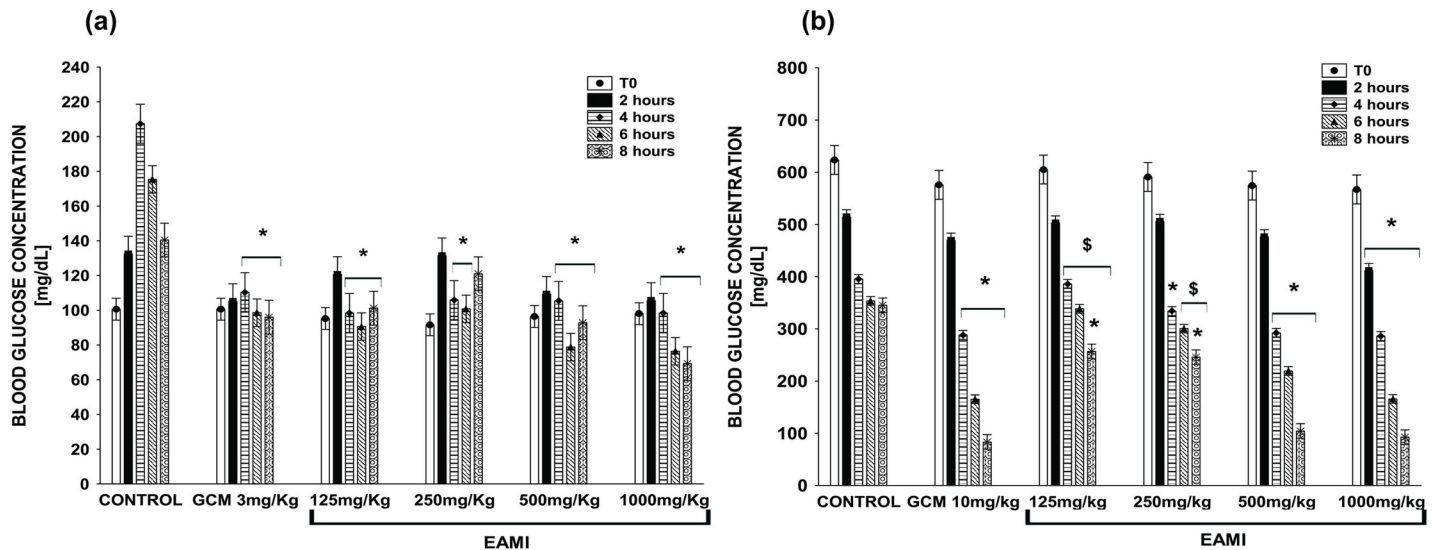 (a)
BLOOD GLUCOSE CONCENTRATION
[mg/dL]
240
220
200
180
160
140
120
100
80
60
40
20
0
T0
2 hours
4 hours
6 hours
8 hours
*
*
*
*
*
CONTROL GCM 3mg/Kg 125mg/Kg 250mg/Kg 500mg/Kg 1000mg/Kg
EAMI
(b)
BLOOD GLUCOSE CONCENTRATION
[mg/dL]
800
700
600
500
400
300
200
100
0
T0
2 hours
4 hours
6 hours
8 hours
*
$
*
*
$
*
*
*
CONTROL GCM 10mg/kg 125mg/Kg 250mg/Kg 500mg/Kg 1000mg/Kg
EAMI